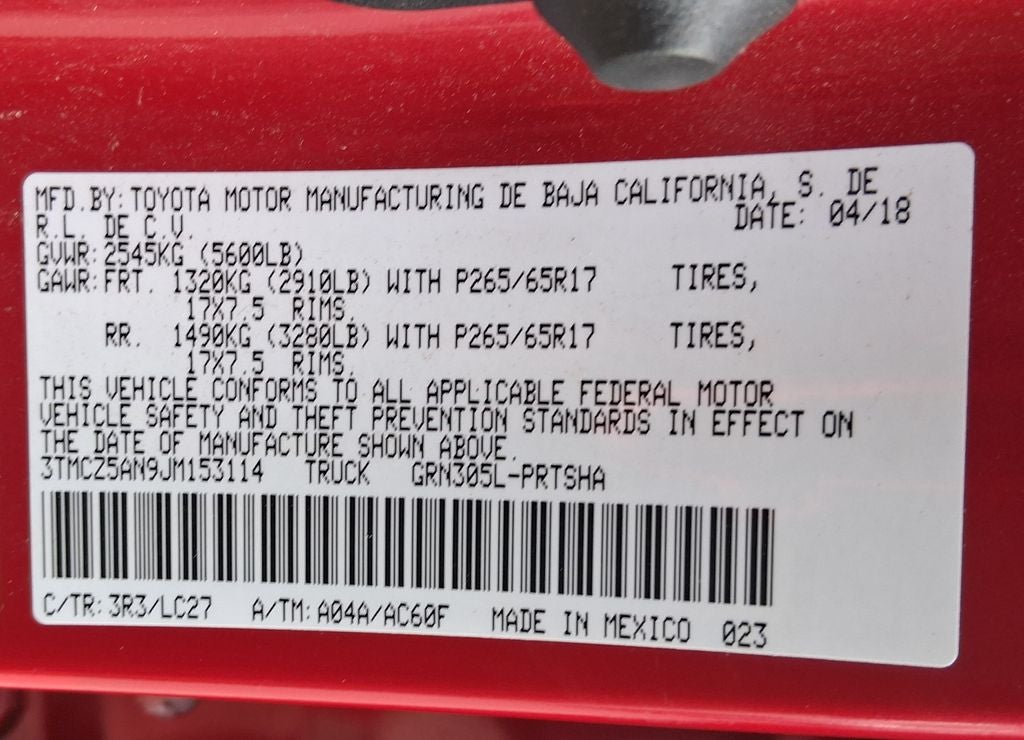 MFD.BY:TOYOTA MOTOR MANUFACTURING DE BAJA CALIFORNIA, S. DE
R.L. DE C.V. DATE: 04/18
GVWR:2545KG (5600LB)
GAWR:FRT. 1320KG (2910LB) WITH P265/65R17 TIRES,
17X7.5 RIMS.
RR. 1490KG (3280LB) WITH P265/65R17 TIRES,
17X7.5 RIMS.
THIS VEHICLE CONFORMS TO ALL APPLICABLE FEDERAL MOTOR
VEHICLE SAFETY AND THEFT PREVENTION STANDARDS IN EFFECT ON
THE DATE OF MANUFACTURE SHOWN ABOVE.
3TMCZ5AN9JM153114 TRUCK GRN305L-PRTSHA
C/TR:3R3/LC27 A/TM:A04A/AC60F MADE IN MEXICO 023